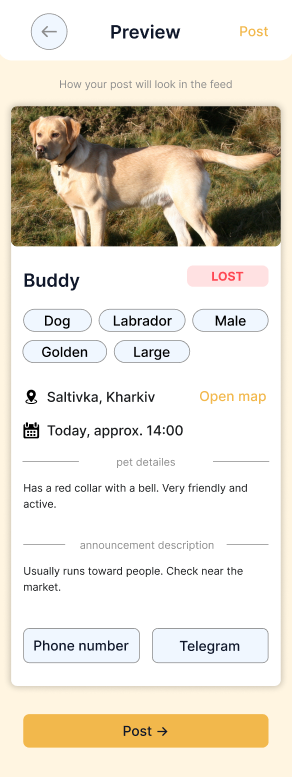 Preview
Post
How your post will look in the feed
Buddy
LOST
Dog
Labrador
Male
Golden
Large
Saltivka, Kharkiv
Open map
Today, approx. 14:00
pet detailes
Has a red collar with a bell. Very friendly and
active.
announcement description
Usually runs toward people. Check near the
market.
Phone number
Telegram
Post →